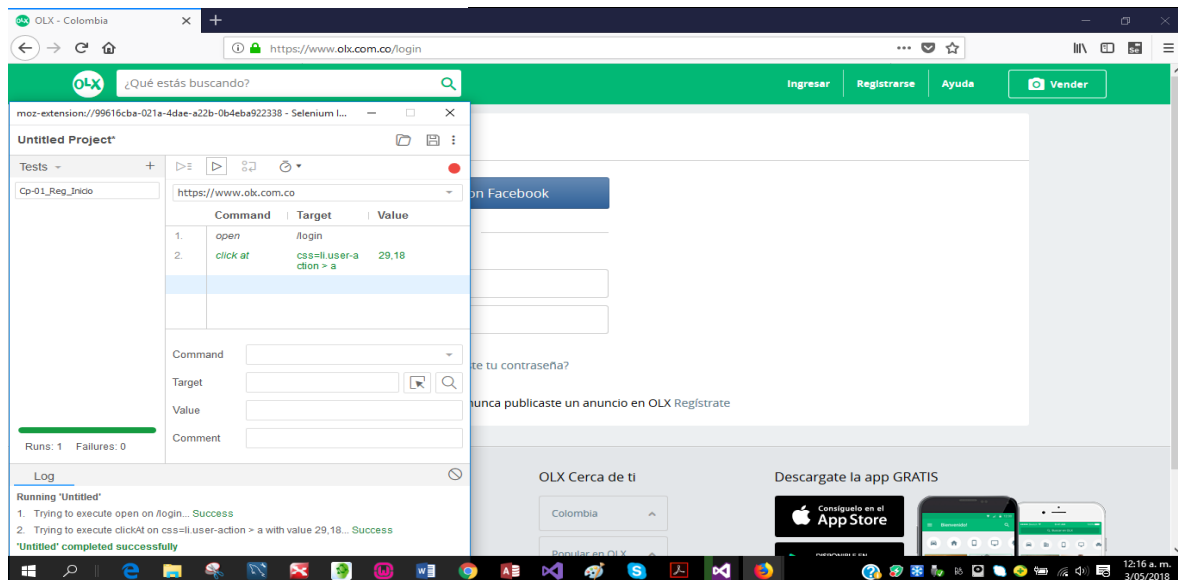 OLX - Colombia
https://www.olx.com.co/login
OLX ¿Qué estás buscando?
Ingresar Registrarse Ayuda Vender
moz-extension://99616cba-021a-4dae-a22b-0b4eba922338 - Selenium I...
Untitled Project*
Tests
Cp-01_Reg_Inicio
https://www.olx.com.co
Command Target Value
1. open /login
2. click at css=li.user-a 29,18
ction > a
Command
Target
Value
Comment
Runs: 1 Failures: 0
Log
Running 'Untitled'
1. Trying to execute open on /login... Success
2. Trying to execute clickAt on css=li.user-action > a with value 29,18... Success
'Untitled' completed successfully
on Facebook
te tu contraseña?
nunca publicaste un anuncio en OLX Regístrate
OLX Cerca de ti
Colombia
Popular en OLX
Descargate la app GRATIS
Consíguelo en el
App Store
DISPONIBLE EN
Bienvenido!
12:16 a. m.
3/05/2018